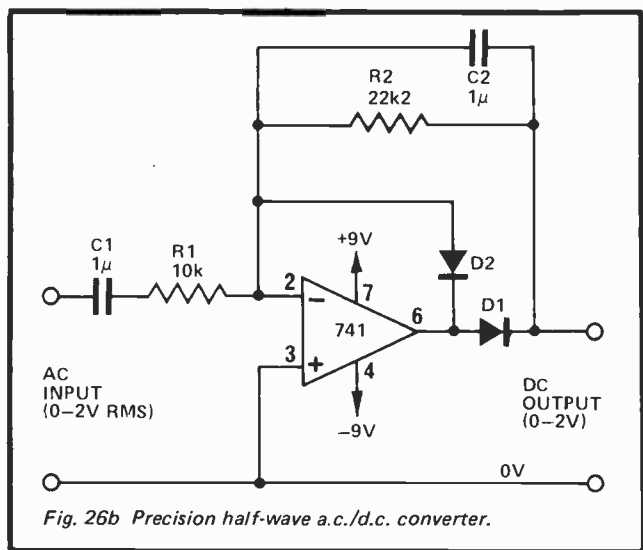 C2
1μ
R2
22k2
C1
1μ
R1
10k
+9V
D2
2
7
D1
−
741
6
3
+
4
−9V
AC
INPUT
(0−2V RMS)
DC
OUTPUT
(0−2V)
0V
Fig. 26b Precision half-wave a.c./d.c. converter.